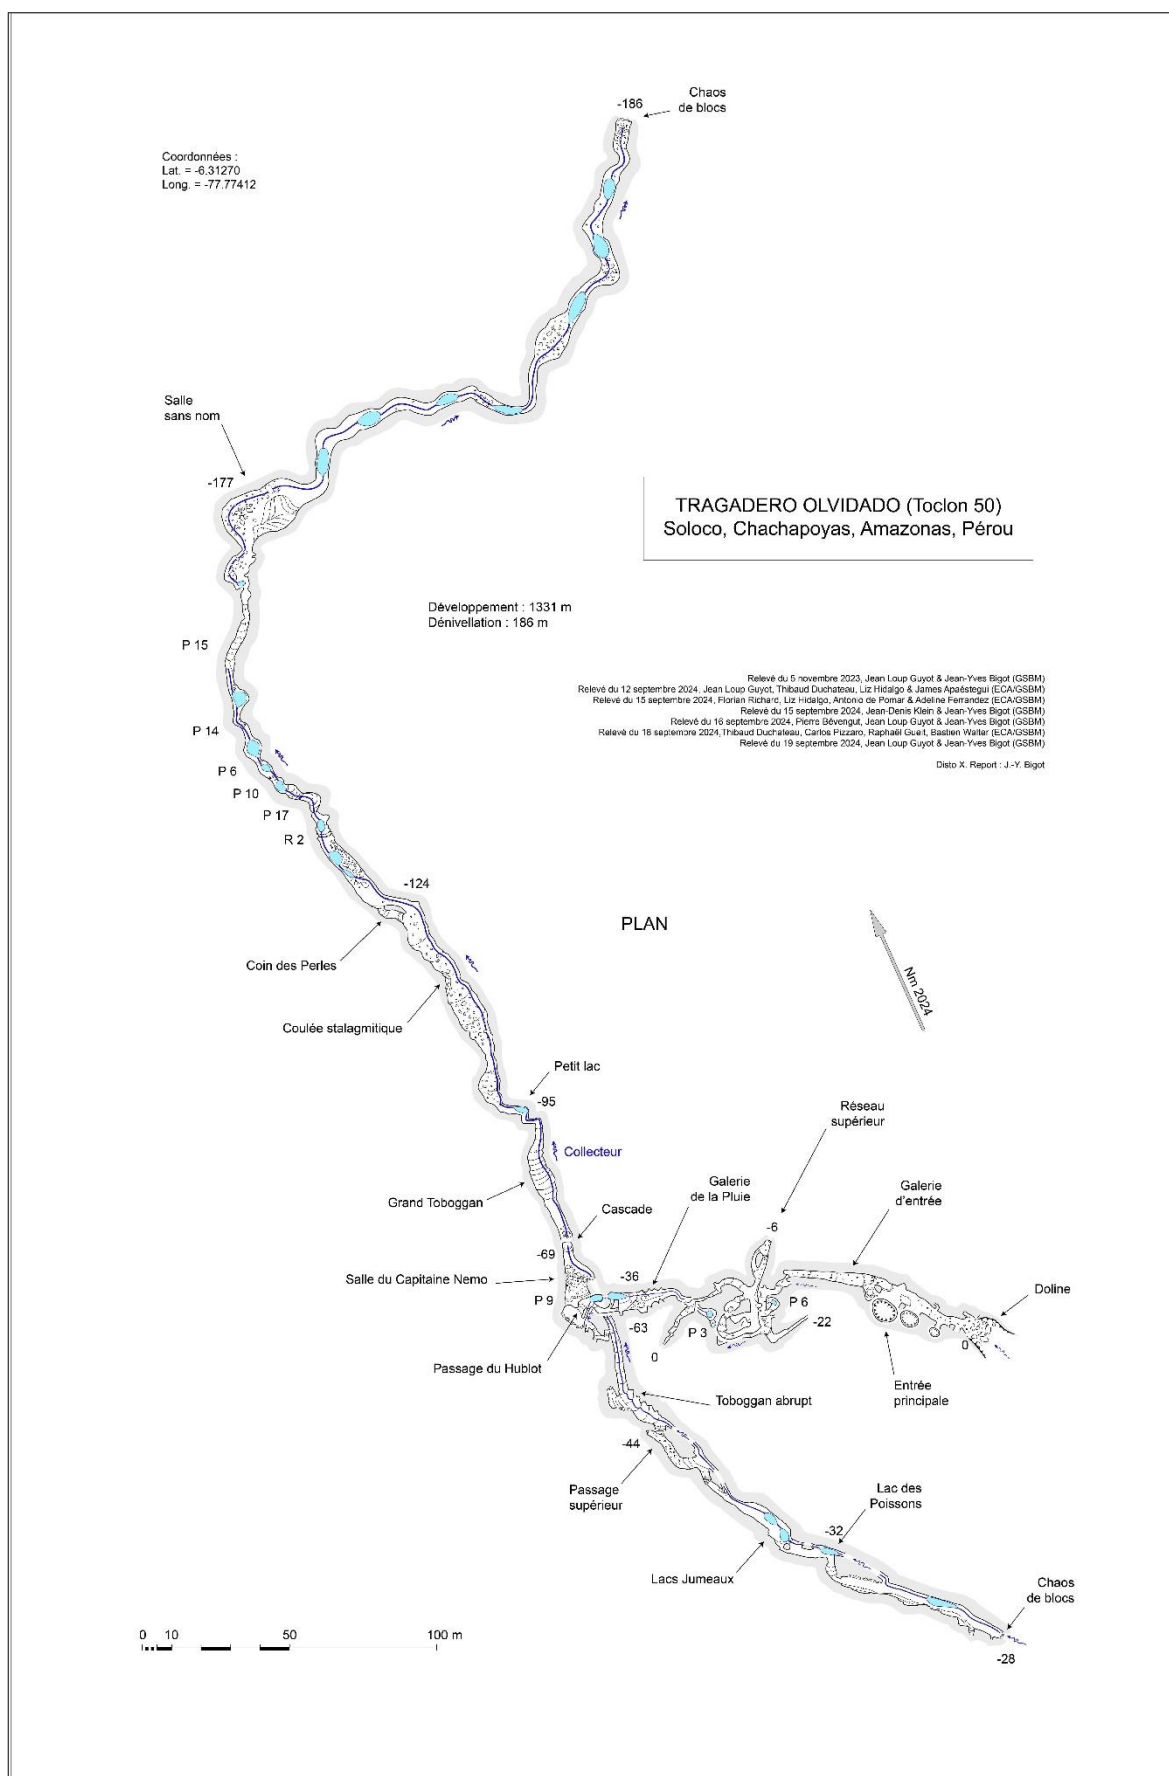 -186
Chaos
de blocs
Coordonnées :
Lat. = -6.31270
Long. = -77.77412
Salle
sans nom
-177
TRAGADERO OLVIDADO (Toclon 50)
Soloco, Chachapoyas, Amazonas, Pérou
Développement : 1331 m
Dénivellation : 186 m
P 15
Relevé du 5 novembre 2023, Jean Loup Guyot & Jean-Yves Bigot (GSBM)
Relevé du 12 septembre 2024, Jean Loup Guyot, Thibaud Duchateau, Liz Hidalgo & James Apaéstegui (ECA/GSBM)
Relevé du 15 septembre 2024, Florian Richard, Liz Hidalgo, Antonio de Pomar & Adeline Ferrandez (ECA/GSBM)
Relevé du 15 septembre 2024, Jean-Denis Klein & Jean-Yves Bigot (GSBM)
Relevé du 16 septembre 2024, Pierre Bévengut, Jean Loup Guyot & Jean-Yves Bigot (GSBM)
Relevé du 18 septembre 2024,Thibaud Duchateau, Carlos Pizzaro, Raphaël Gueit, Bastien Walter (ECA/GSBM)
Relevé du 19 septembre 2024, Jean Loup Guyot & Jean-Yves Bigot (GSBM)
Disto X. Report : J.-Y. Bigot
P 14
P 6
P 10
P 17
R 2
-124
PLAN
Coin des Perles
Nm 2024
Coulée stalagmitique
Petit lac
-95
Réseau
supérieur
Collecteur
Galerie
de la Pluie
Galerie
d'entrée
Grand Toboggan
Cascade
-6
-69
Salle du Capitaine Nemo
-36
Doline
P 9
P 6
-63
P 3
-22
0
0
Passage du Hublot
Entrée
principale
Toboggan abrupt
-44
Passage
supérieur
Lac des
Poissons
-32
Lacs Jumeaux
Chaos
de blocs
0 10 50 100 m
-28